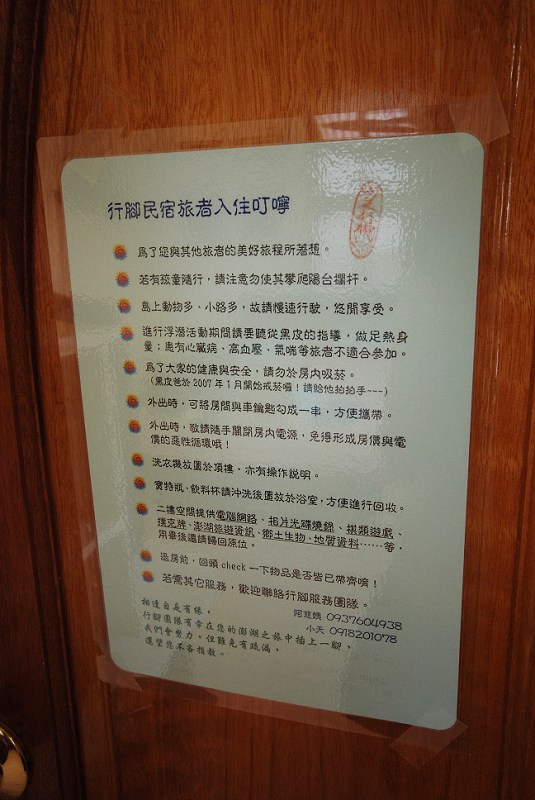 行腳民宿旅者入住叮嚀
為了您與其他旅者的美好旅程所著想。
若有孩童隨行，請注意勿使其攀爬陽台欄杆。
島上動物多、小路多，故請慢速行駛，悠閒享受。
進行浮潛活動期間請要聽從黑皮的指導，做足熱身
量；患有心臟病、高血壓、氣喘等旅者不適合參加。
為了大家的健康與安全，請勿於房內吸菸。
（黑皮爸於2007年1月開始戒菸囉！請給他拍拍手~~~）
外出時，可將房間與車鑰匙勾成一串，方便攜帶。
外出時，敬請隨手關閉房內電源，免得形成房價與電
價的惡性循環哦！
洗衣機放置於頂樓，亦有操作說明。
寶特瓶、飲料杯請沖洗後置放於浴室，方便進行回收。
二樓空間提供電腦網路、相片光碟燒錄、棋類遊戲、
撲克牌、澎湖旅遊資訊、鄉土生物、地質資料……等，
用畢後還請歸回原位。
退房前，回頭check一下物品是否皆已帶齊唷！
若需其它服務，歡迎聯絡行腳服務團隊。
0937604938
小天 0918201078
相逢自是有緣，
行腳團隊有幸在您的澎湖之旅中插上一腳、
我們會努力，但難免有疏漏，
還望您不吝指教。